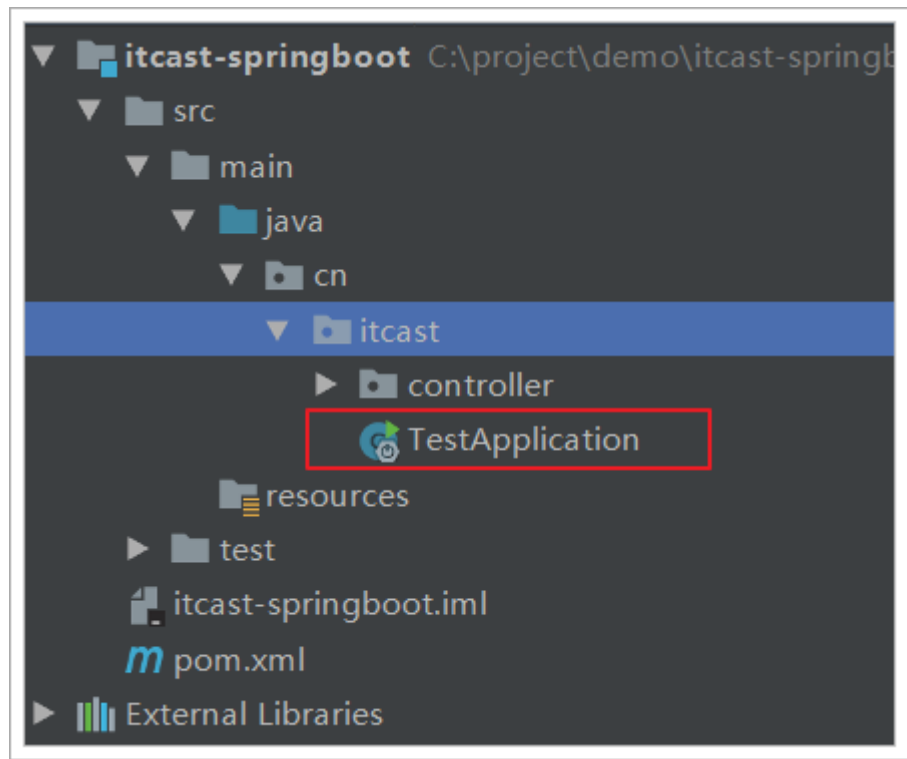 itcast-springboot C:\project\demo\itcast-springb
src
main
java
cn
itcast
controller
TestApplication
resources
test
itcast-springboot.iml
pom.xml
External Libraries